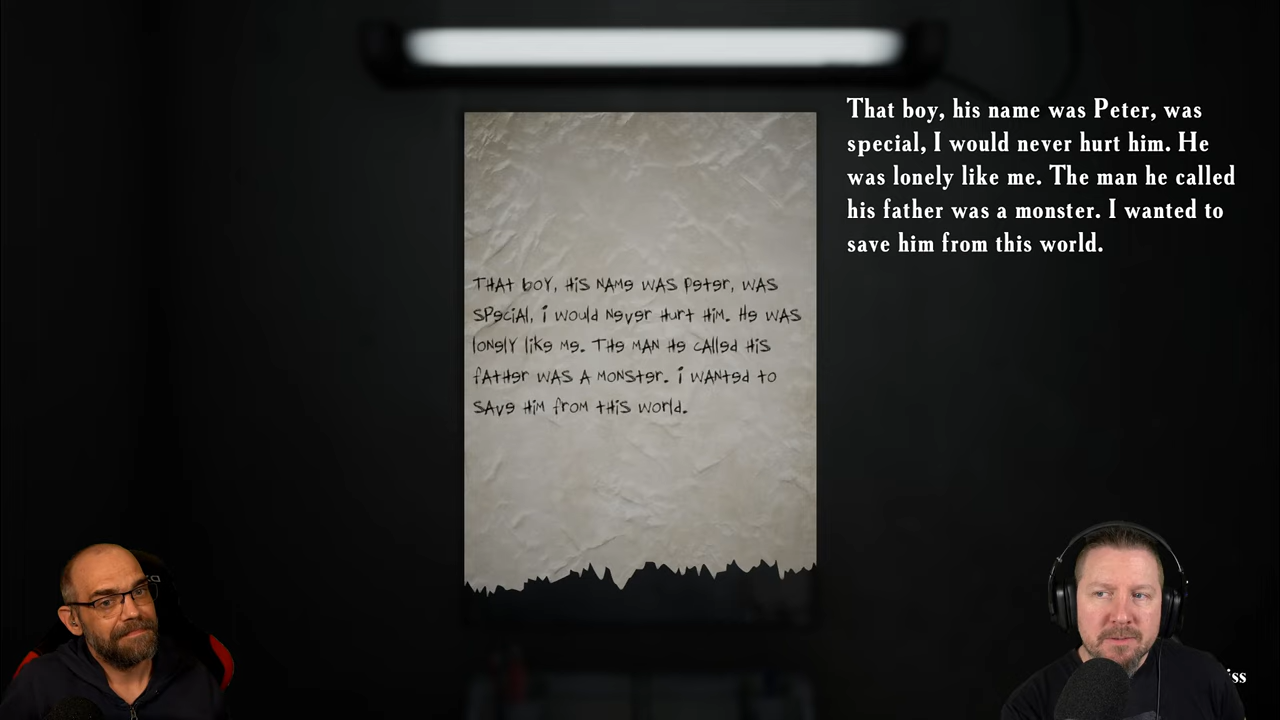 That boy, his name was Peter, was
special, I would never hurt him. He
was lonely like me. The man he called
his father was a monster. I wanted to
save him from this world.
THAT boY, His NAMe WAS PeTer, WAS
SPeciAl, i would Never Hurt HiM. He WAS
loNelY like Me. THe MAN He cAlled His
fATHer WAS A MONSTer. i WANTed to
SAve HiM from THis World.